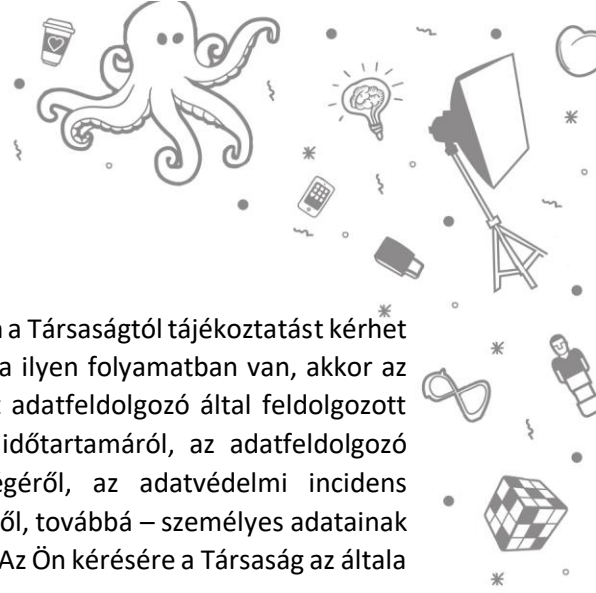 a Társaságtól tájékoztatást kérhet
a ilyen folyamatban van, akkor az
adatfeldolgozó által feldolgozott
időtartamáról, az adatfeldolgozó
égéről, az adatvédelmi incidens
ől, továbbá – személyes adatainak
Az Ön kérésére a Társaság az általa